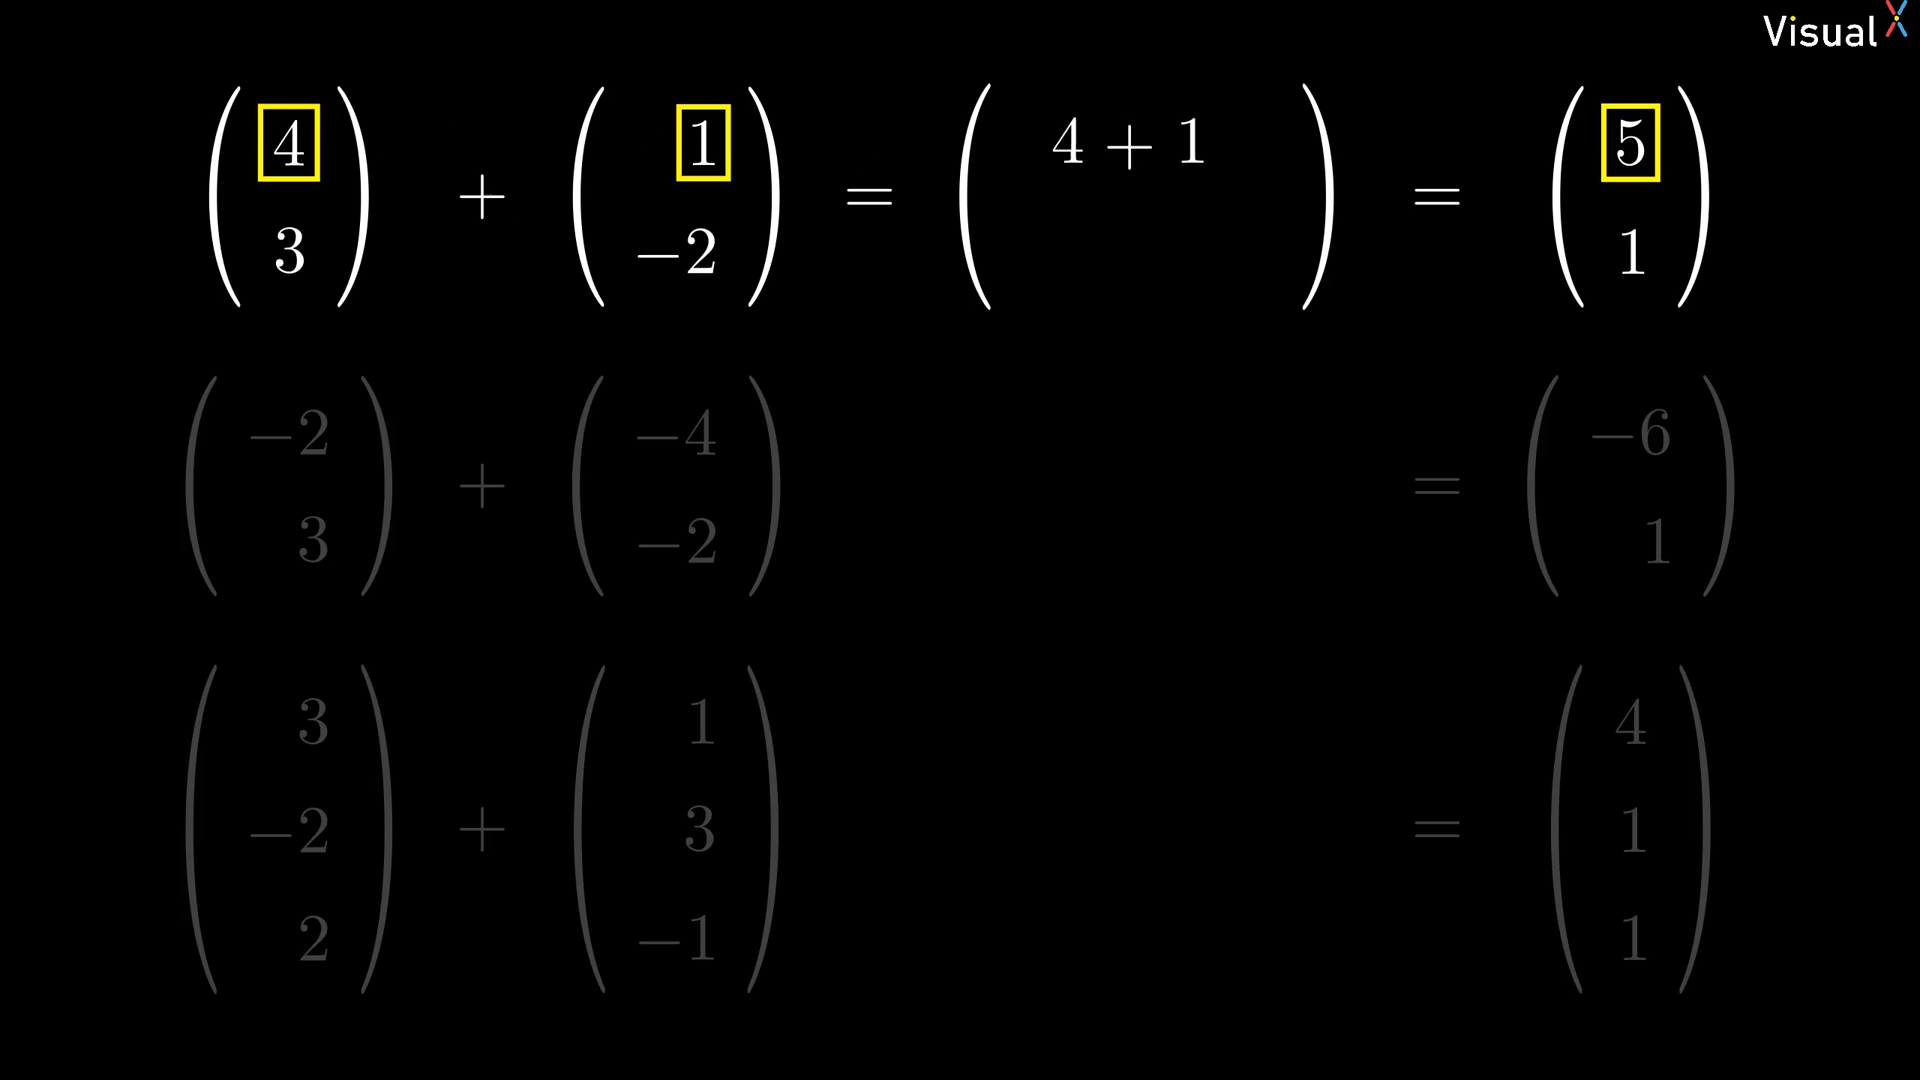 VisualX
4 1 4 + 1 5
+ = =
3 −2 1
−2 −4 −6
+ =
3 −2 1
3 1 4
−2 + 3 = 1
2 −1 1